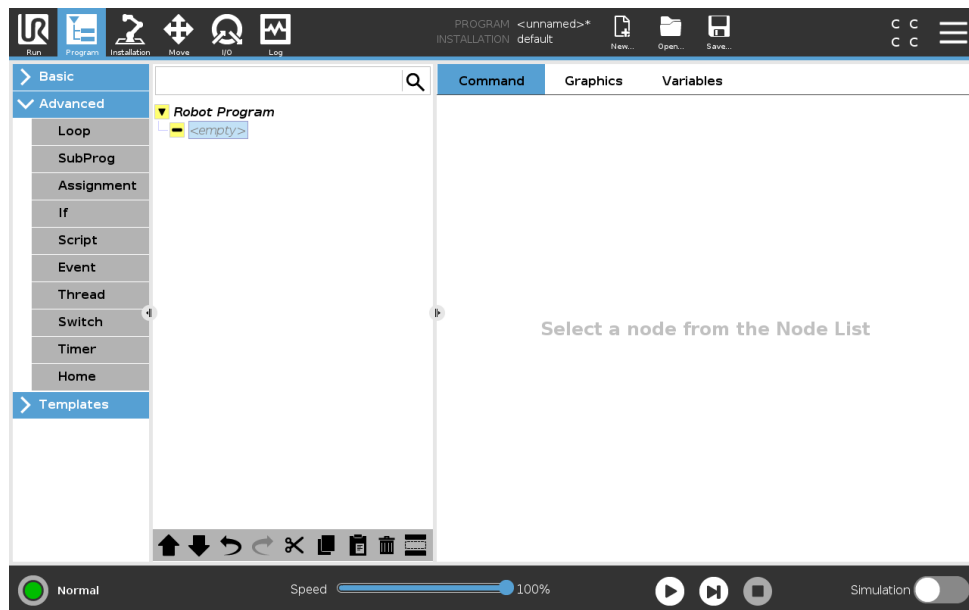 PROGRAM <unnamed>*
INSTALLATION default
Run
Program
Installation
Move
I/O
Log
New...
Open...
Save...
C C
C C
Basic
Advanced
Loop
SubProg
Assignment
If
Script
Event
Thread
Switch
Timer
Home
Templates
Robot Program
<empty>
Command
Graphics
Variables
Select a node from the Node List
Normal
Speed
100%
Simulation